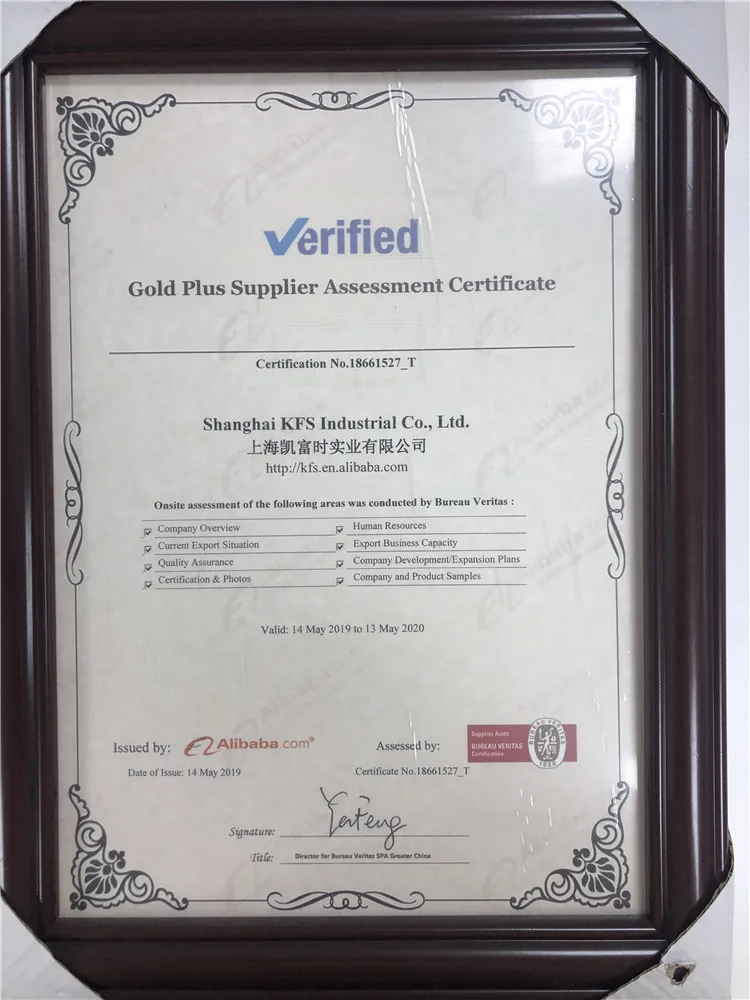 Verified
Gold Plus Supplier Assessment Certificate
Certification No.18661527_T
Shanghai KFS Industrial Co., Ltd.
上海凯富时实业有限公司
http://kfs.en.alibaba.com
Onsite assessment of the following areas was conducted by Bureau Veritas :
Company Overview
Human Resources
Current Export Situation
Export Business Capacity
Quality Assurance
Company Development/Expansion Plans
Certification & Photos
Company and Product Samples
Valid: 14 May 2019 to 13 May 2020
Issued by: Alibaba.com®
Assessed by:
Supplier Audit
BUREAU VERITAS
Certification
BUREAU VERITAS
1828
Date of Issue: 14 May 2019
Certificate No.18661527_T
Signature:
Title: Director for Bureau Veritas SPA Greater China